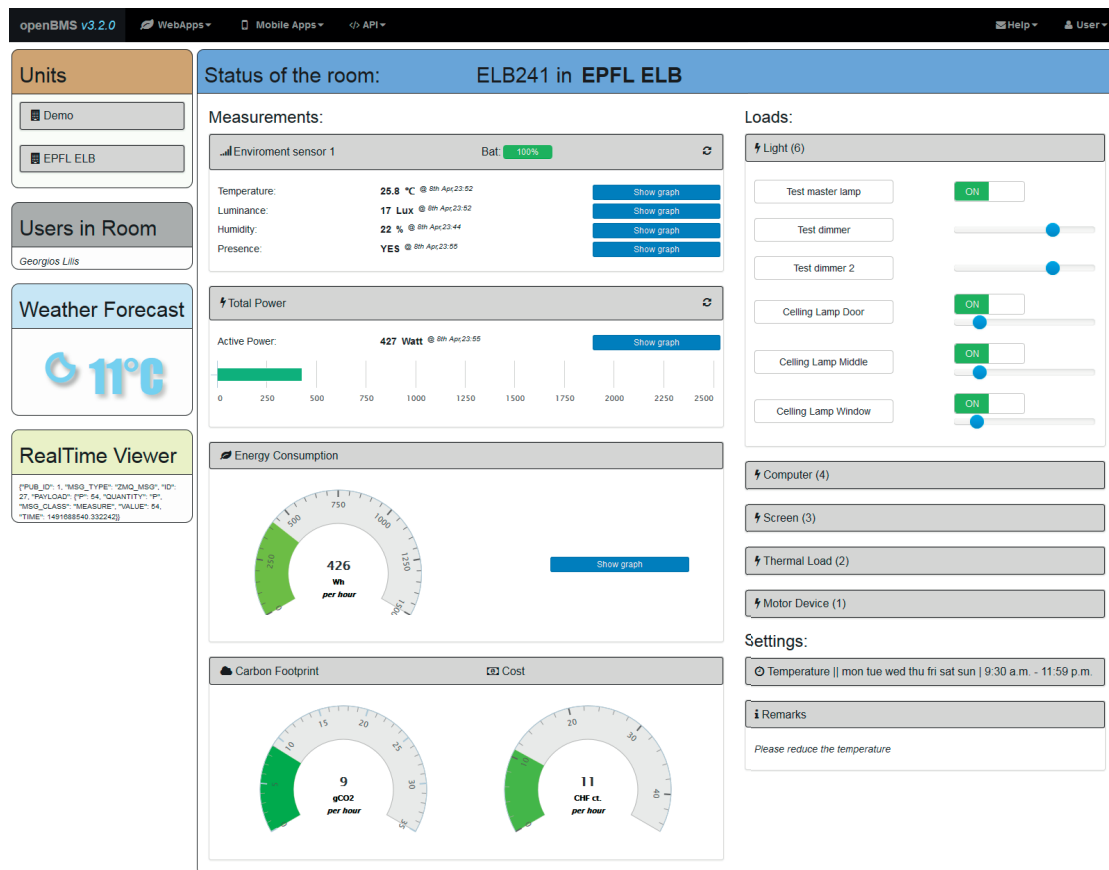 openBMS v3.2.0 WebApps Mobile Apps </> API Help User
Units
Demo
EPFL ELB
Users in Room
Georgios Lilis
Weather Forecast
11°C
RealTime Viewer
{"PUB_ID": 1, "MSG_TYPE": "ZMQ_MSG", "ID":
27, "PAYLOAD": {"P": 54, "QUANTITY": "P",
"MSG_CLASS": "MEASURE", "VALUE": 54,
"TIME": 1491688540.332242}}
Status of the room: ELB241 in EPFL ELB
Measurements:
Enviroment sensor 1 Bat: 100%
Temperature: 25.8 °C @ 8th Apr,23:52 Show graph
Luminance: 17 Lux @ 8th Apr,23:52 Show graph
Humidity: 22 % @ 8th Apr,23:44 Show graph
Presence: YES @ 8th Apr,23:55 Show graph
Total Power
Active Power: 427 Watt @ 8th Apr,23:55 Show graph
0 250 500 750 1000 1250 1500 1750 2000 2250 2500
Energy Consumption
0 250 500 750 1000 1250 1500
426
Wh
per hour
Show graph
Carbon Footprint Cost
0 5 10 15 20 25 30 35
9
gCO2
per hour
0 10 20 30 40
11
CHF ct.
per hour
Loads:
Light (6)
Test master lamp ON
Test dimmer
Test dimmer 2
Celling Lamp Door ON
Celling Lamp Middle ON
Celling Lamp Window ON
Computer (4)
Screen (3)
Thermal Load (2)
Motor Device (1)
Settings:
Temperature || mon tue wed thu fri sat sun | 9:30 a.m. - 11:59 p.m.
Remarks
Please reduce the temperature